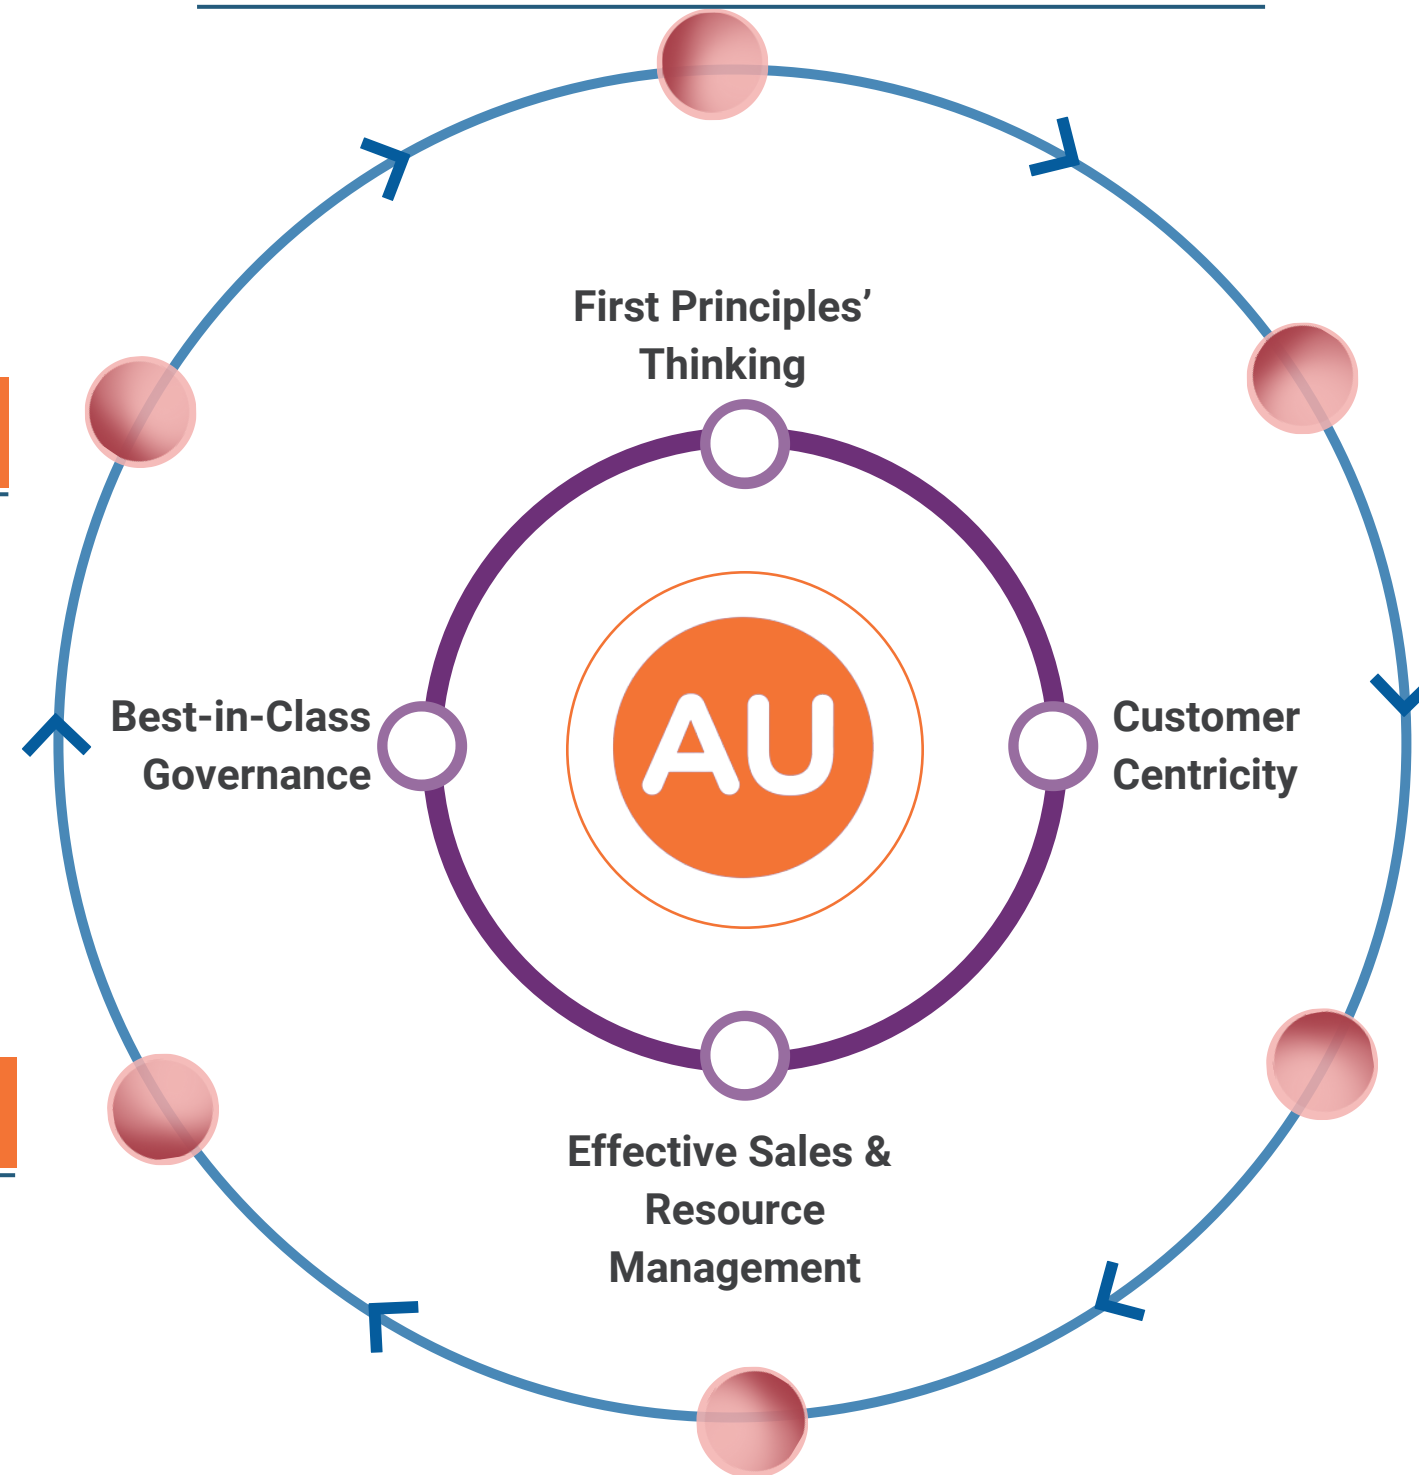 First Principles’
Thinking
Best-in-Class
Governance
AU
Customer
Centricity
Effective Sales &
Resource
Management